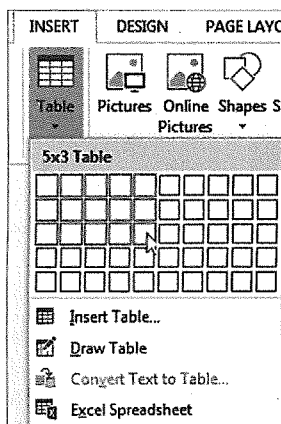 INSERT DESIGN PAGE LAYO
Table Pictures Online Shapes S
Pictures
5x3 Table
Insert Table...
Draw Table
Convert Text to Table...
Excel Spreadsheet